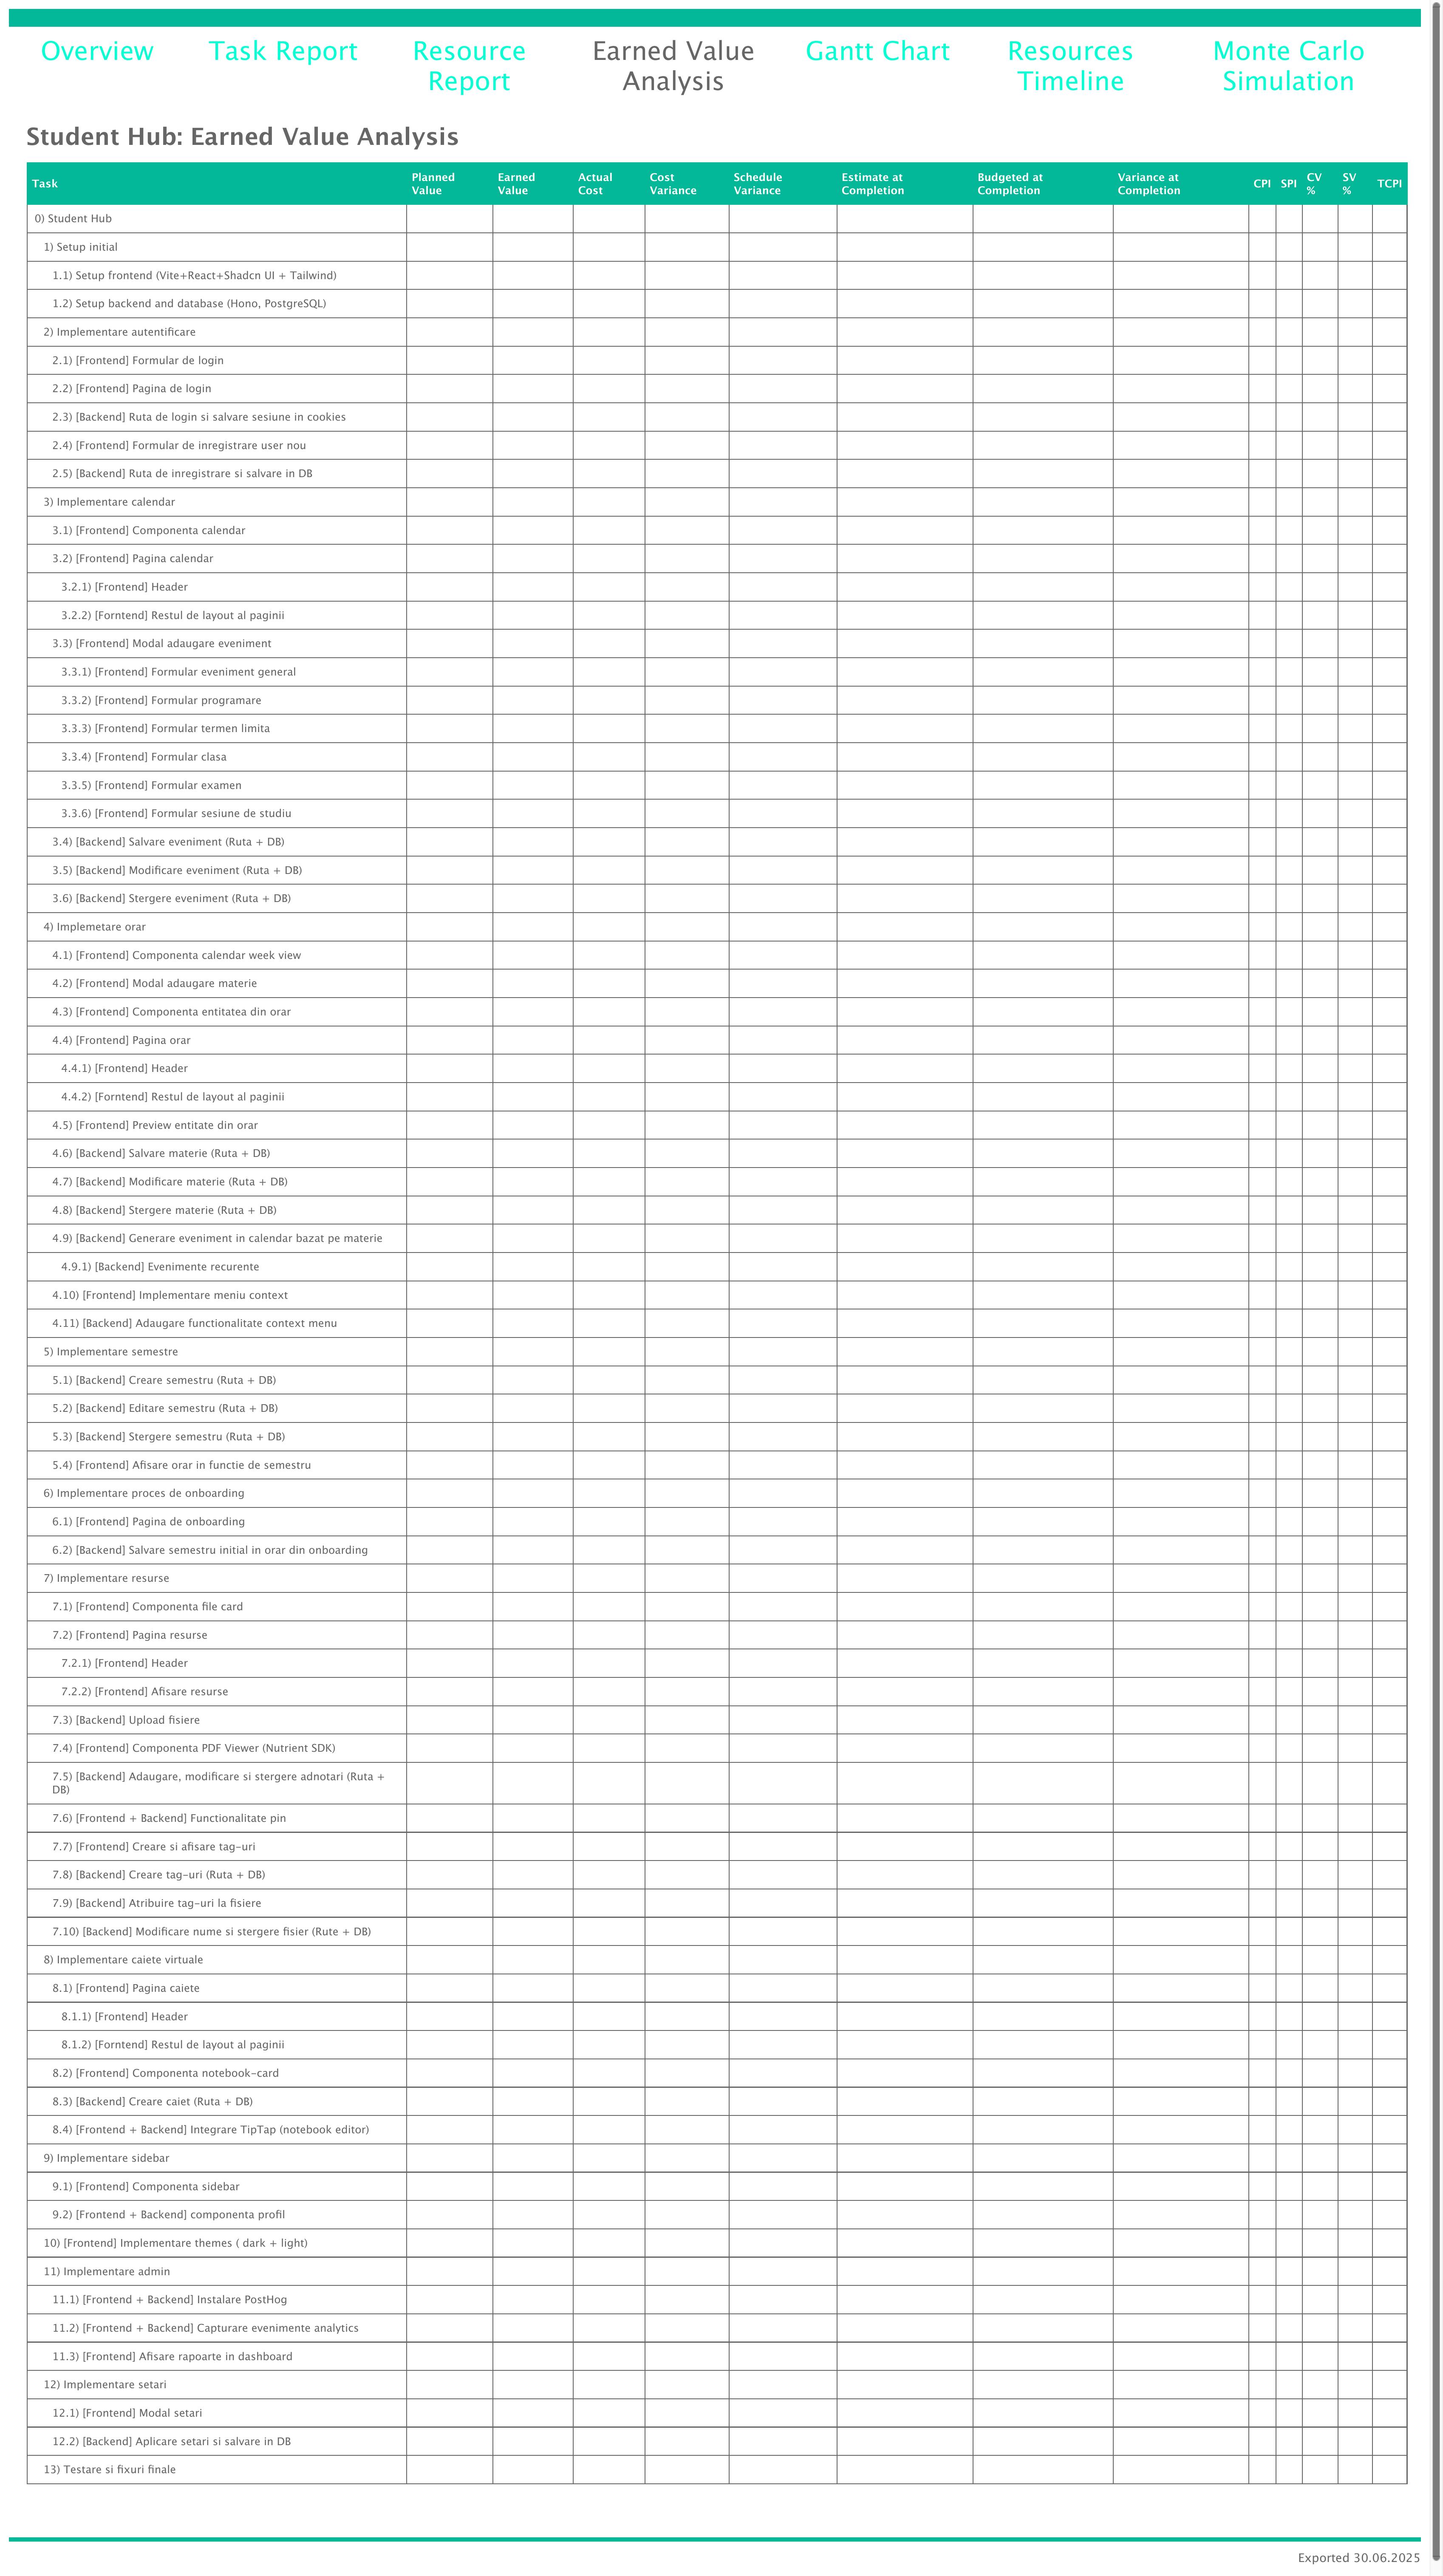 Overview
Task Report
Resource
Report
Earned Value
Analysis
Gantt Chart
Resources
Timeline
Monte Carlo
Simulation
Student Hub: Earned Value Analysis
Task
Planned
Value
Earned
Value
Actual
Cost
Cost
Variance
Schedule
Variance
Estimate at
Completion
Budgeted at
Completion
Variance at
Completion
CPI
SPI
CV
%
SV
%
TCPI
0) Student Hub
1) Setup initial
1.1) Setup frontend (Vite+React+Shadcn UI + Tailwind)
1.2) Setup backend and database (Hono, PostgreSQL)
2) Implementare autentificare
2.1) [Frontend] Formular de login
2.2) [Frontend] Pagina de login
2.3) [Backend] Ruta de login si salvare sesiune in cookies
2.4) [Frontend] Formular de inregistrare user nou
2.5) [Backend] Ruta de inregistrare si salvare in DB
3) Implementare calendar
3.1) [Frontend] Componenta calendar
3.2) [Frontend] Pagina calendar
3.2.1) [Frontend] Header
3.2.2) [Forntend] Restul de layout al paginii
3.3) [Frontend] Modal adaugare eveniment
3.3.1) [Frontend] Formular eveniment general
3.3.2) [Frontend] Formular programare
3.3.3) [Frontend] Formular termen limita
3.3.4) [Frontend] Formular clasa
3.3.5) [Frontend] Formular examen
3.3.6) [Frontend] Formular sesiune de studiu
3.4) [Backend] Salvare eveniment (Ruta + DB)
3.5) [Backend] Modificare eveniment (Ruta + DB)
3.6) [Backend] Stergere eveniment (Ruta + DB)
4) Implemetare orar
4.1) [Frontend] Componenta calendar week view
4.2) [Frontend] Modal adaugare materie
4.3) [Frontend] Componenta entitatea din orar
4.4) [Frontend] Pagina orar
4.4.1) [Frontend] Header
4.4.2) [Forntend] Restul de layout al paginii
4.5) [Frontend] Preview entitate din orar
4.6) [Backend] Salvare materie (Ruta + DB)
4.7) [Backend] Modificare materie (Ruta + DB)
4.8) [Backend] Stergere materie (Ruta + DB)
4.9) [Backend] Generare eveniment in calendar bazat pe materie
4.9.1) [Backend] Evenimente recurente
4.10) [Frontend] Implementare meniu context
4.11) [Backend] Adaugare functionalitate context menu
5) Implementare semestre
5.1) [Backend] Creare semestru (Ruta + DB)
5.2) [Backend] Editare semestru (Ruta + DB)
5.3) [Backend] Stergere semestru (Ruta + DB)
5.4) [Frontend] Afisare orar in functie de semestru
6) Implementare proces de onboarding
6.1) [Frontend] Pagina de onboarding
6.2) [Backend] Salvare semestru initial in orar din onboarding
7) Implementare resurse
7.1) [Frontend] Componenta file card
7.2) [Frontend] Pagina resurse
7.2.1) [Frontend] Header
7.2.2) [Frontend] Afisare resurse
7.3) [Backend] Upload fisiere
7.4) [Frontend] Componenta PDF Viewer (Nutrient SDK)
7.5) [Backend] Adaugare, modificare si stergere adnotari (Ruta +
DB)
7.6) [Frontend + Backend] Functionalitate pin
7.7) [Frontend] Creare si afisare tag-uri
7.8) [Backend] Creare tag-uri (Ruta + DB)
7.9) [Backend] Atribuire tag-uri la fisiere
7.10) [Backend] Modificare nume si stergere fisier (Rute + DB)
8) Implementare caiete virtuale
8.1) [Frontend] Pagina caiete
8.1.1) [Frontend] Header
8.1.2) [Forntend] Restul de layout al paginii
8.2) [Frontend] Componenta notebook-card
8.3) [Backend] Creare caiet (Ruta + DB)
8.4) [Frontend + Backend] Integrare TipTap (notebook editor)
9) Implementare sidebar
9.1) [Frontend] Componenta sidebar
9.2) [Frontend + Backend] componenta profil
10) [Frontend] Implementare themes ( dark + light)
11) Implementare admin
11.1) [Frontend + Backend] Instalare PostHog
11.2) [Frontend + Backend] Capturare evenimente analytics
11.3) [Frontend] Afisare rapoarte in dashboard
12) Implementare setari
12.1) [Frontend] Modal setari
12.2) [Backend] Aplicare setari si salvare in DB
13) Testare si fixuri finale
Exported 30.06.2025